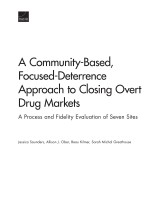 A Community-Based,
Focused-Deterrence
Approach to Closing Overt
Drug Markets
A Process and Fidelity Evaluation of Seven Sites
Jessica Saunders, Allison J. Ober, Beau Kilmer, Sarah Michal Greathouse